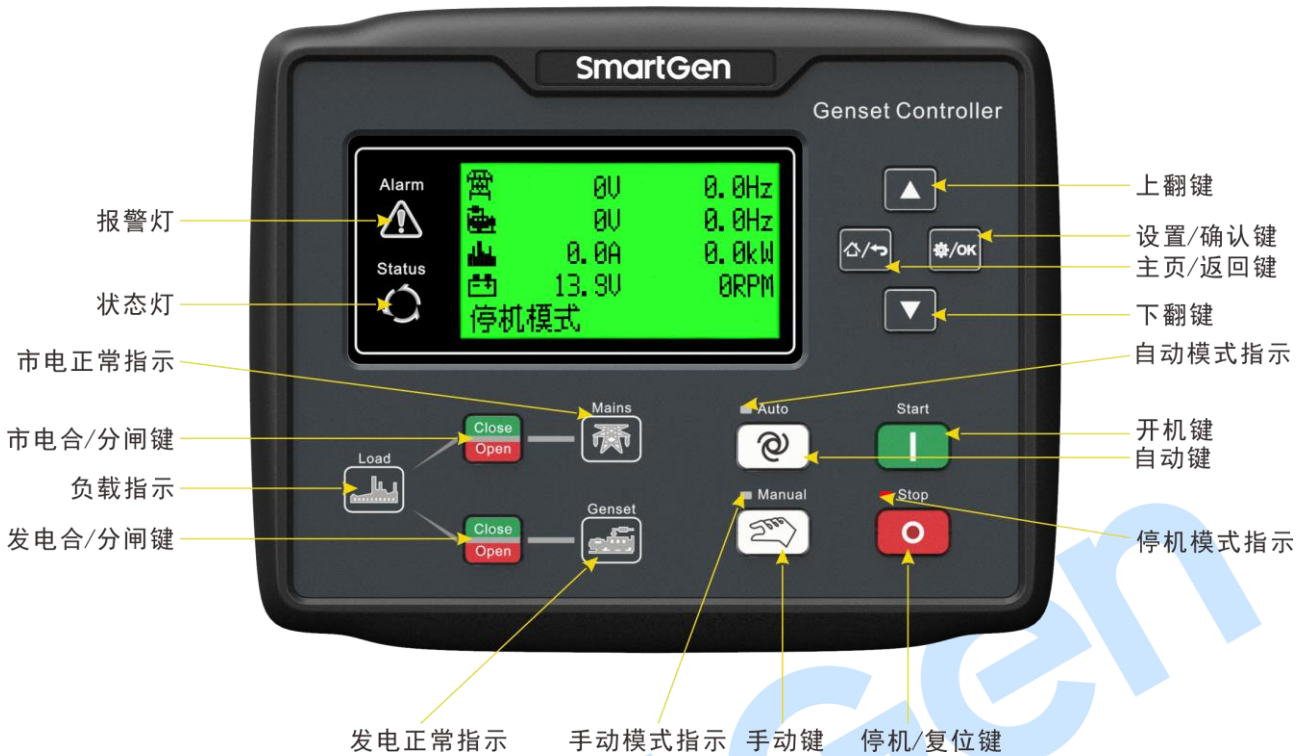 SmartGen
Genset Controller
Alarm
Status
0V 0.0Hz
0V 0.0Hz
0.0A 0.0kW
13.9V 0RPM
停机模式
报警灯
状态灯
市电正常指示
市电合/分闸键
负载指示
发电合/分闸键
上翻键
设置/确认键
/OK
主页/返回键
下翻键
自动模式指示
Mains
Close
Open
Load
Genset
Close
Open
Auto
Start
开机键
自动键
Manual
Stop
停机模式指示
发电正常指示
手动模式指示
手动键
停机/复位键
Gen